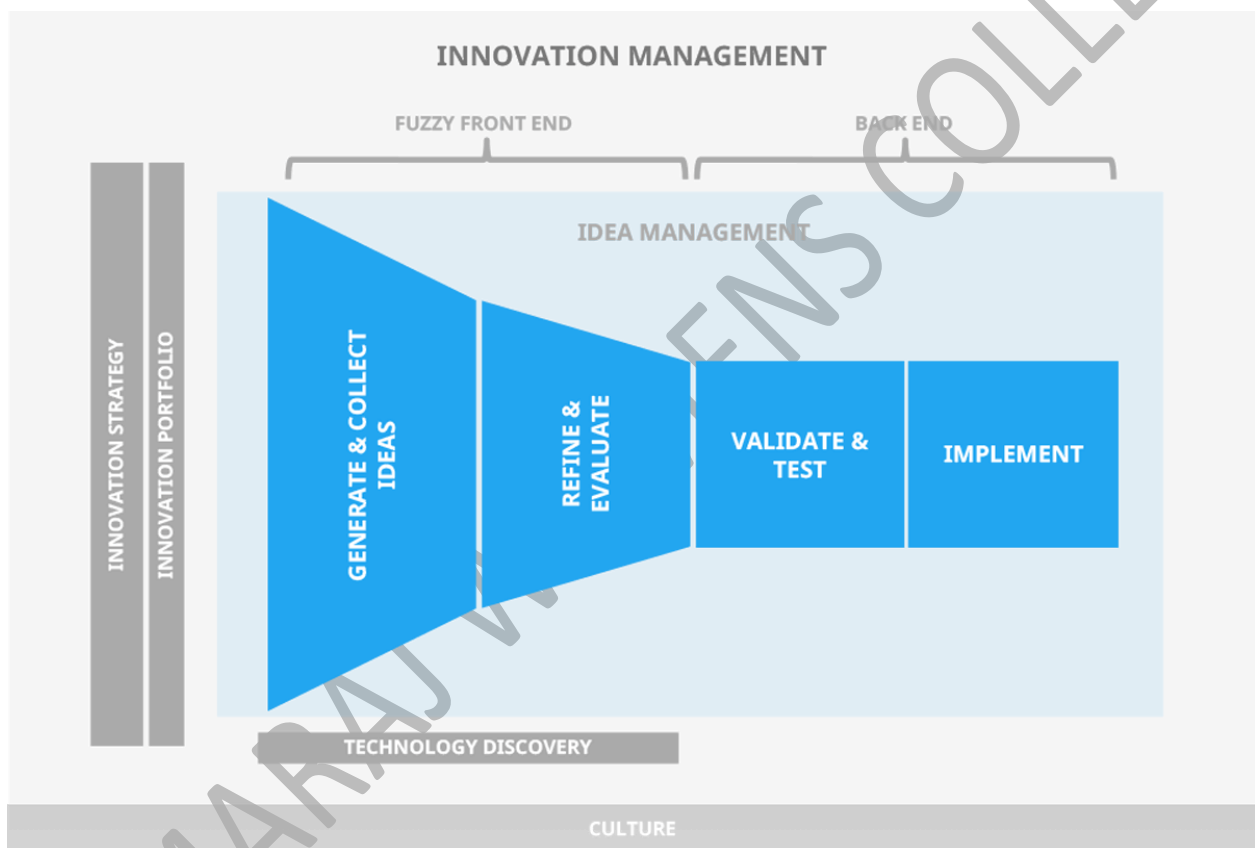 INNOVATION MANAGEMENT
FUZZY FRONT END
BACK END
IDEA MANAGEMENT
INNOVATION STRATEGY
INNOVATION PORTFOLIO
GENERATE & COLLECT
IDEAS
REFINE &
EVALUATE
VALIDATE &
TEST
IMPLEMENT
TECHNOLOGY DISCOVERY
CULTURE